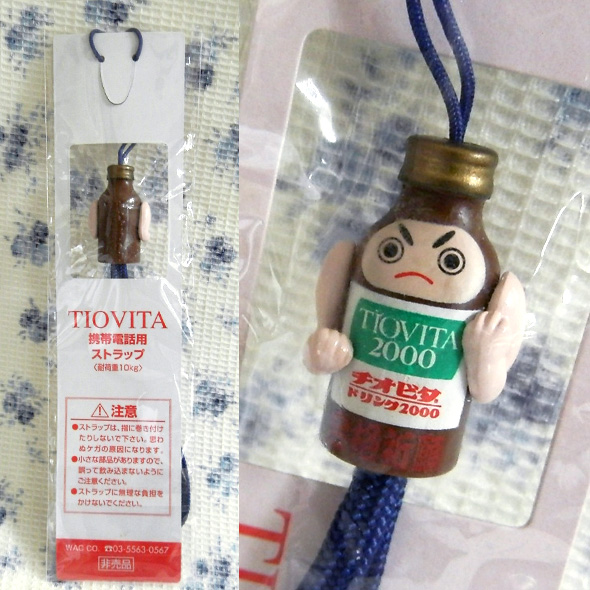 TIOVITA
携帯電話用
ストラップ
〈耐荷重10kg〉
注意
●ストラップは、指に巻き付け
たりしないで下さい。思わ
ぬケガの原因になります。
●小さな部品がありますので、
誤って飲み込まないように
ご注意ください。
●ストラップに無理な負担を
かけないでください。
WAC CO. ☎03-5563-0567
非売品
TIOVITA
2000
チオビタ
ドリンク2000